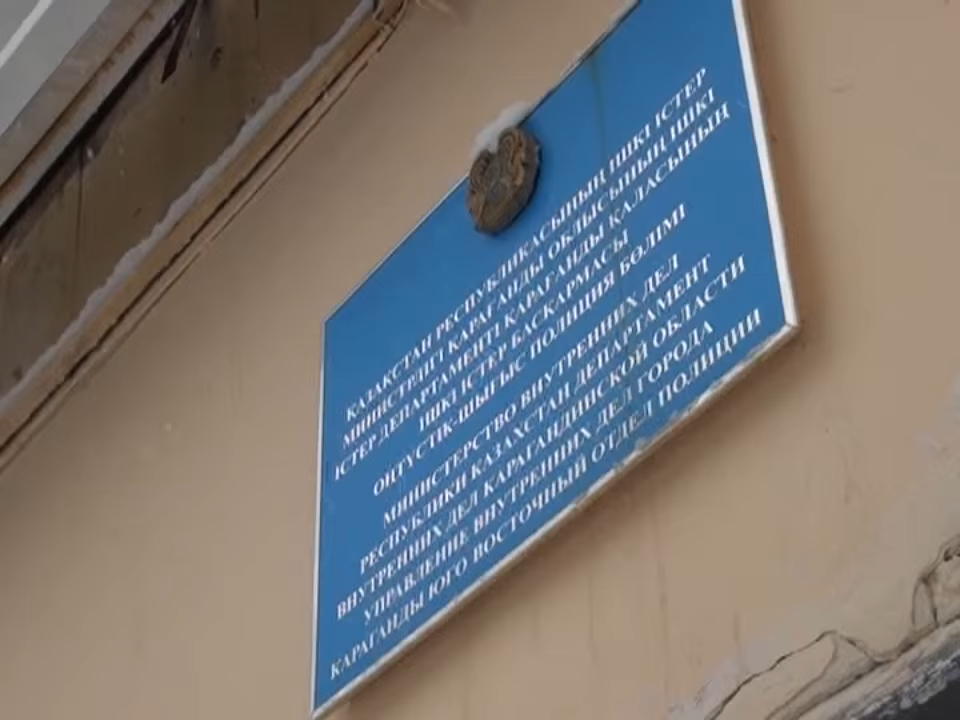 ҚАЗАҚСТАН РЕСПУБЛИКАСЫНЫҢ ІШКІ ІСТЕР
МИНИСТРЛІГІ ҚАРАҒАНДЫ ОБЛЫСЫНЫҢ ІШКІ
ІСТЕР ДЕПАРТАМЕНТІ ҚАРАҒАНДЫ ҚАЛАСЫНЫҢ
ІШКІ ІСТЕР БАСҚАРМАСЫ
ОҢТҮСТІК-ШЫҒЫС ПОЛИЦИЯ БӨЛІМІ
МИНИСТЕРСТВО ВНУТРЕННИХ ДЕЛ
РЕСПУБЛИКИ КАЗАХСТАН ДЕПАРТАМЕНТ
ВНУТРЕННИХ ДЕЛ КАРАГАНДИНСКОЙ ОБЛАСТИ
УПРАВЛЕНИЕ ВНУТРЕННИХ ДЕЛ ГОРОДА
КАРАГАНДЫ ЮГО ВОСТОЧНЫЙ ОТДЕЛ ПОЛИЦИИ